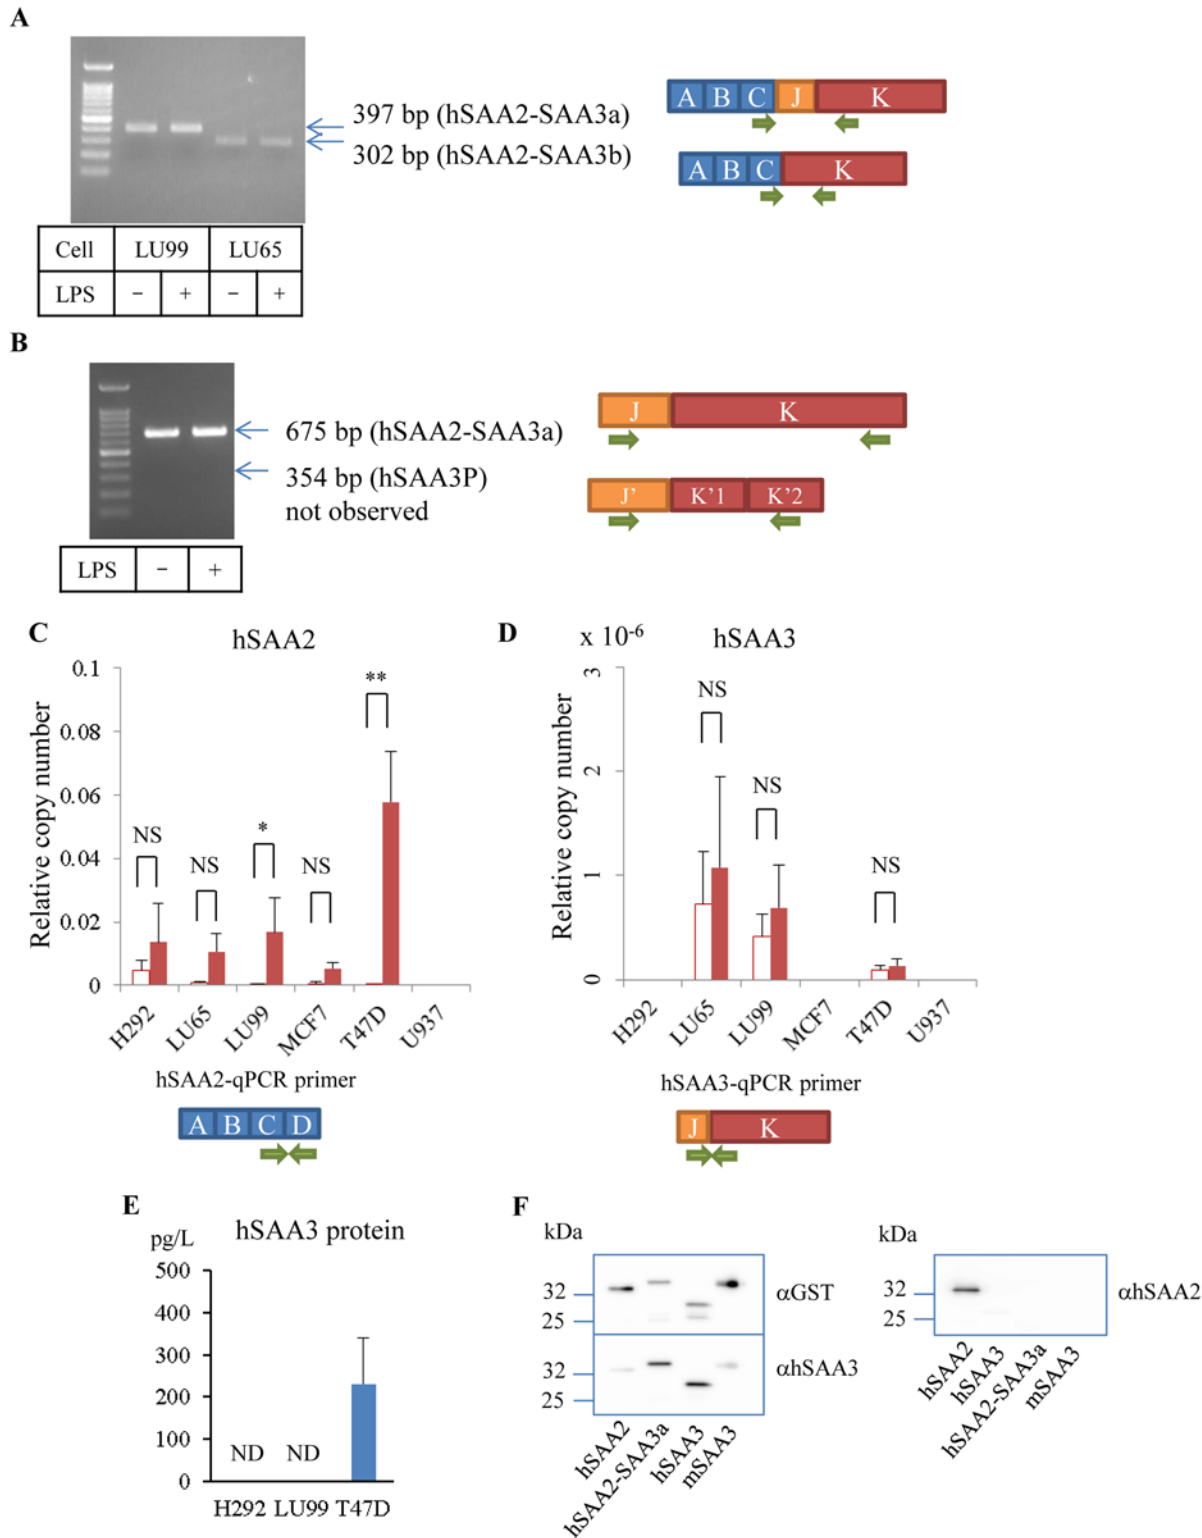 A
397 bp (hSAA2-SAA3a)
302 bp (hSAA2-SAA3b)
A B C J K
A B C K
Cell LU99 LU65
LPS − + − +
B
675 bp (hSAA2-SAA3a)
354 bp (hSAA3P)
not observed
J K
J’ K’1 K’2
LPS − +
C
hSAA2
Relative copy number
0.1
0.08
0.06
0.04
0.02
0
NS NS * NS **
H292 LU65 LU99 MCF7 T47D U937
hSAA2-qPCR primer
A B C D
D
x 10-6
hSAA3
Relative copy number
3
2
1
0
NS NS NS
H292 LU65 LU99 MCF7 T47D U937
hSAA3-qPCR primer
J K
E
hSAA3 protein
pg/L
500
400
300
200
100
0
ND ND
H292 LU99 T47D
F
kDa
32
25
αGST
32
25
αhSAA3
hSAA2 hSAA2-SAA3a hSAA3 mSAA3
kDa
32
25
αhSAA2
hSAA2 hSAA3 hSAA2-SAA3a mSAA3